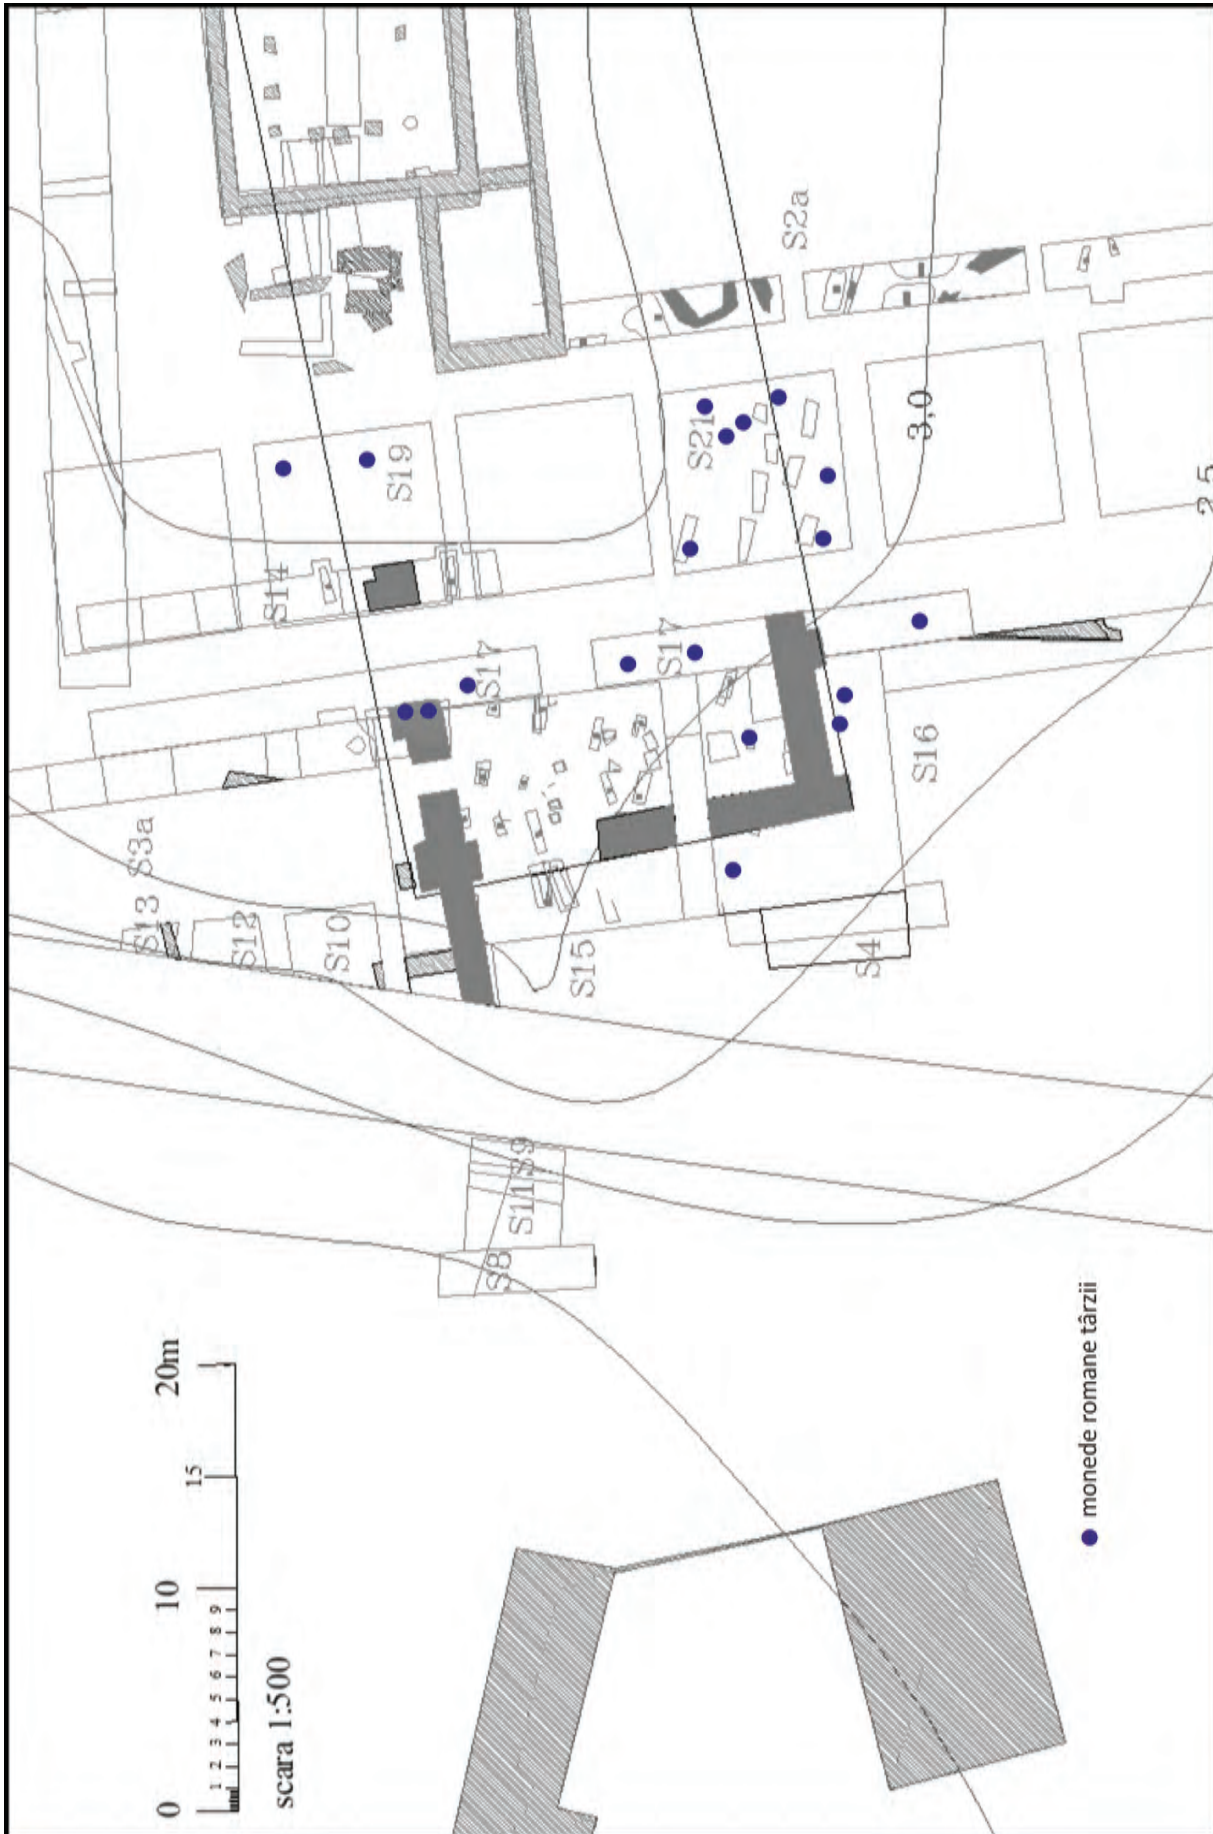 S2a
S21
3,0
2,5
S19
S14
S17
S17
S16
S3a
S13
S12
S10
S15
S4
S9
S11
S8
0
1 2 3 4 5 6 7 8 9
10
15
20m
scara 1:500
monede romane târzii